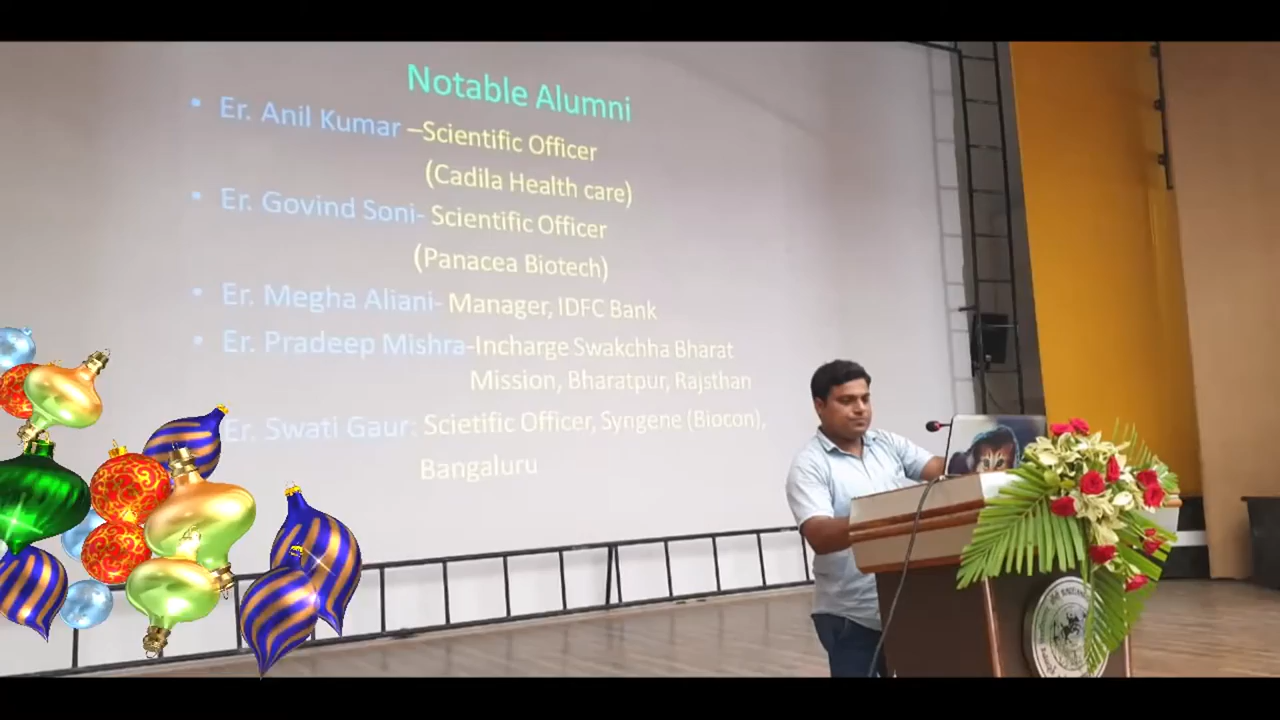 Notable Alumni
• Er. Anil Kumar –Scientific Officer
(Cadila Health care)
• Er. Govind Soni- Scientific Officer
(Panacea Biotech)
• Er. Megha Aliani- Manager, IDFC Bank
• Er. Pradeep Mishra-Incharge Swakchha Bharat
Mission, Bharatpur, Rajsthan
Er. Swati Gaur: Scietific Officer, Syngene (Biocon),
Bangaluru